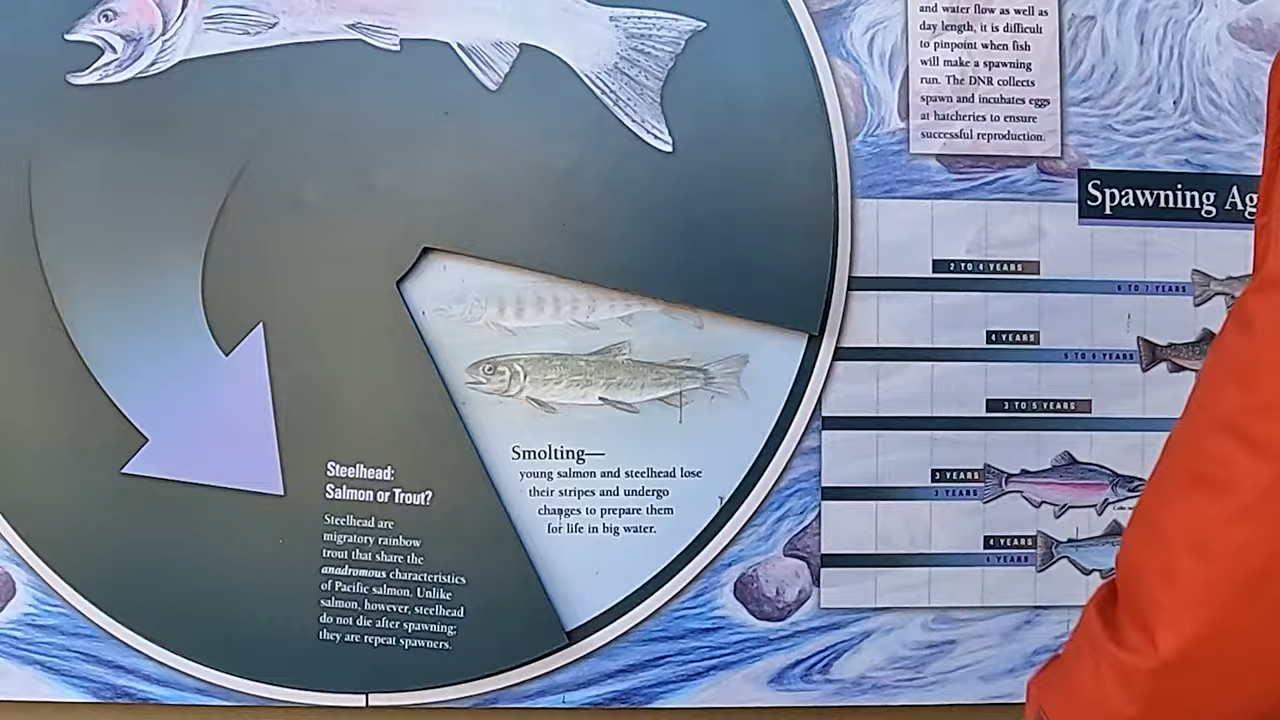 and water flow as well as
day length, it is difficult
to pinpoint when fish
will make a spawning
run. The DNR collects
spawn and incubates eggs
at hatcheries to ensure
successful reproduction.
Spawning Ag
2 TO 4 YEARS
6 TO 7 YEARS
4 YEARS
5 TO 6 YEARS
3 TO 5 YEARS
3 YEARS
3 YEARS
4 YEARS
4 YEARS
Smolting—
young salmon and steelhead lose
their stripes and undergo
changes to prepare them
for life in big water.
Steelhead:
Salmon or Trout?
Steelhead are
migratory rainbow
trout that share the
anadromous characteristics
of Pacific salmon. Unlike
salmon, however, steelhead
do not die after spawning;
they are repeat spawners.